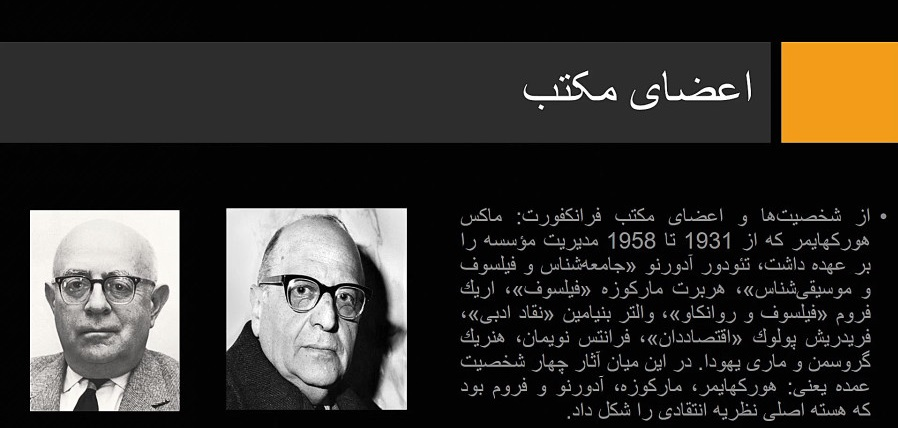 اعضای مکتب
• از شخصیت‌ها و اعضای مکتب فرانکفورت: ماکس
هورکهایمر که از 1931 تا 1958 مدیریت مؤسسه را
بر عهده داشت، تئودور آدورنو «جامعه‌شناس و فیلسوف
و موسیقی‌شناس»، هربرت مارکوزه «فیلسوف»، اریك
فروم «فیلسوف و روانکاو»، والتر بنیامین «نقاد ادبی»،
فریدریش پولوك «اقتصاددان»، فرانتس نویمان، هنریك
گروسمن و ماری یهودا. در این میان آثار چهار شخصیت
عمده یعنی: هورکهایمر، مارکوزه، آدورنو و فروم بود
که هسته اصلی نظریه انتقادی را شکل داد.